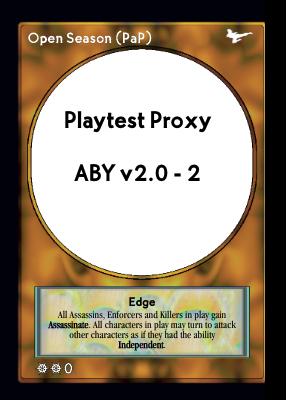 Open Season (PaP)
Playtest Proxy
ABY v2.0 - 2
Edge
All Assassins, Enforcers and Killers in play gain
Assassinate. All characters in play may turn to attack
other characters as if they had the ability
Independent.
0